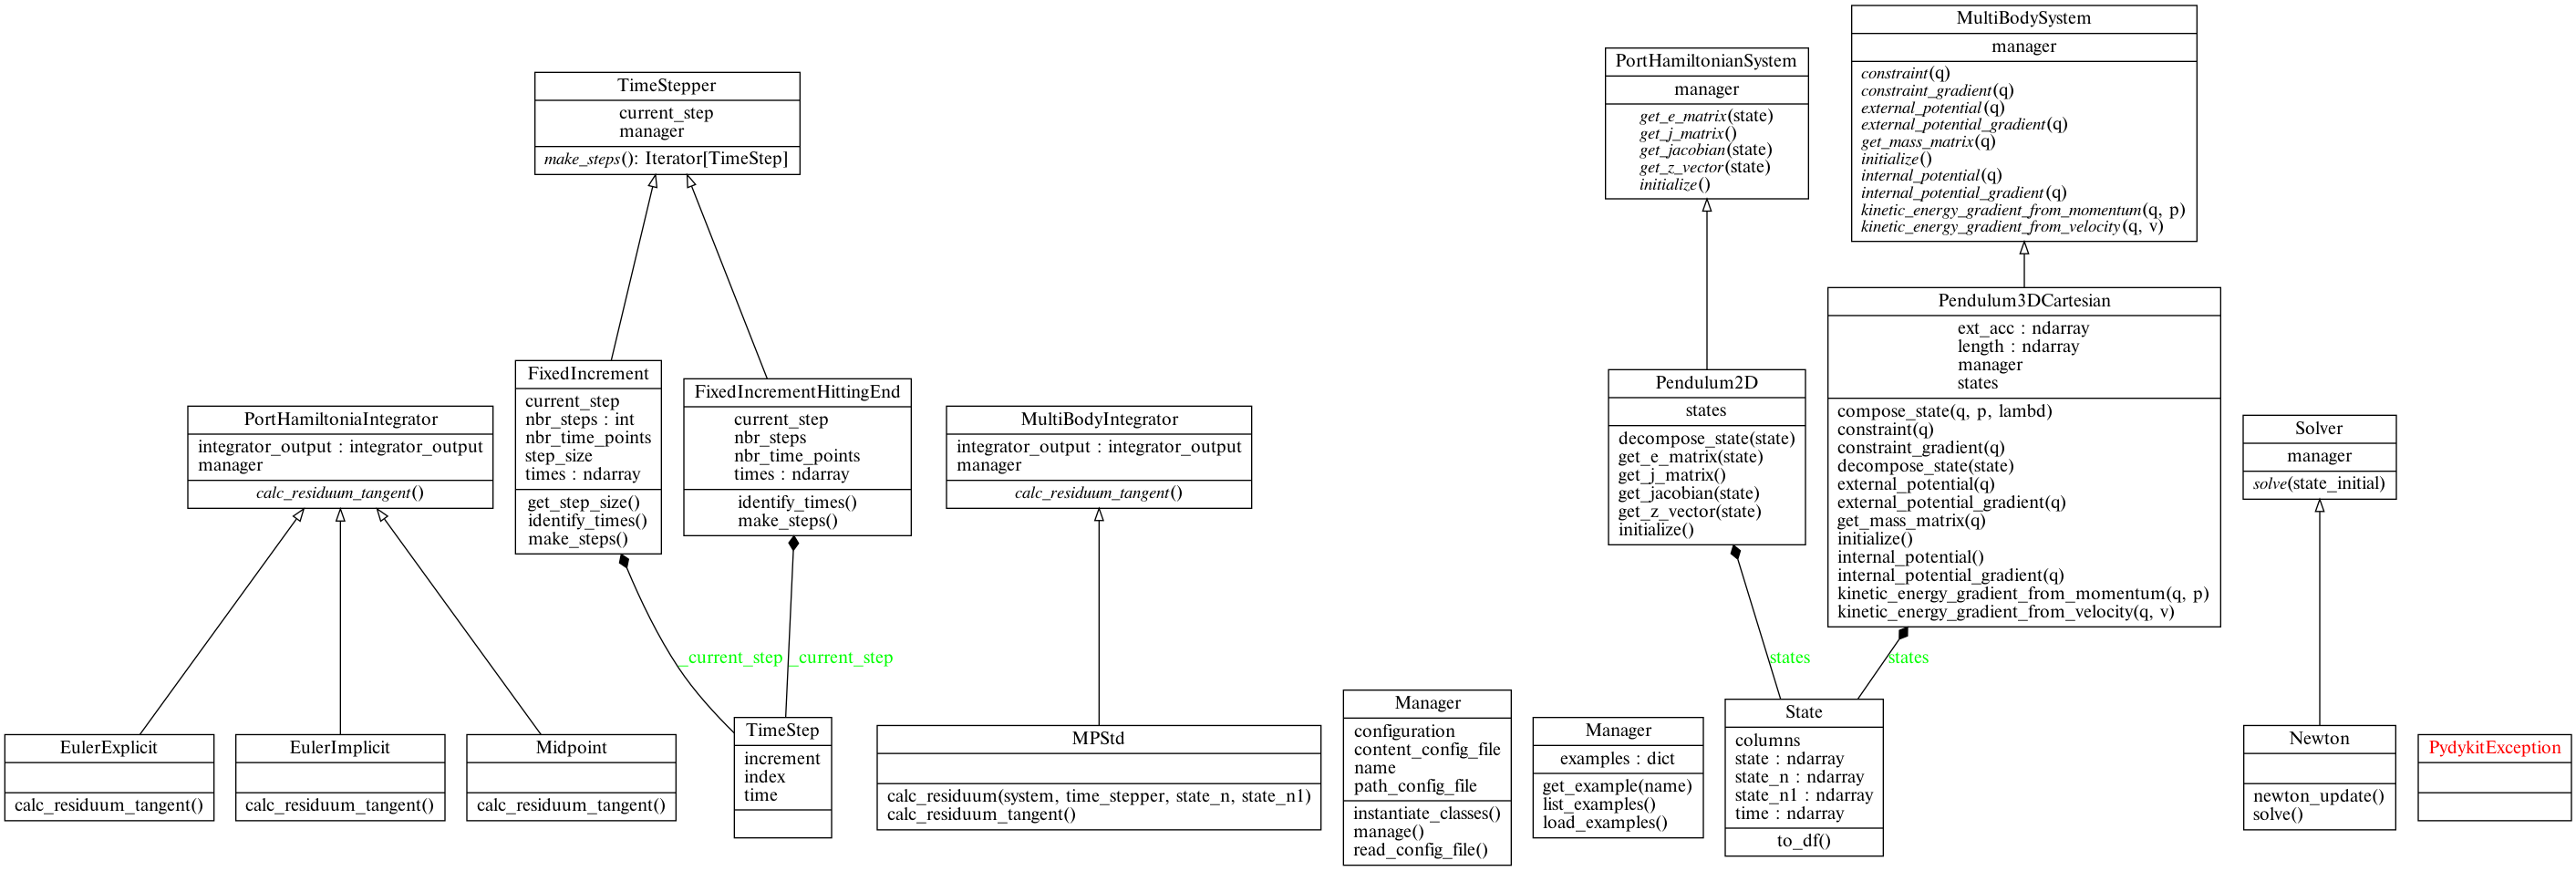 MultiBodySystem
manager
constraint(q)
constraint_gradient(q)
external_potential(q)
external_potential_gradient(q)
get_mass_matrix(q)
initialize()
internal_potential(q)
internal_potential_gradient(q)
kinetic_energy_gradient_from_momentum(q, p)
kinetic_energy_gradient_from_velocity(q, v)
PortHamiltonianSystem
manager
get_e_matrix(state)
get_j_matrix()
get_jacobian(state)
get_z_vector(state)
initialize()
TimeStepper
current_step
manager
make_steps(): Iterator[TimeStep]
Pendulum3DCartesian
ext_acc : ndarray
length : ndarray
manager
states
compose_state(q, p, lambd)
constraint(q)
constraint_gradient(q)
decompose_state(state)
external_potential(q)
external_potential_gradient(q)
get_mass_matrix(q)
initialize()
internal_potential()
internal_potential_gradient(q)
kinetic_energy_gradient_from_momentum(q, p)
kinetic_energy_gradient_from_velocity(q, v)
FixedIncrement
current_step
nbr_steps : int
nbr_time_points
step_size
times : ndarray
get_step_size()
identify_times()
make_steps()
FixedIncrementHittingEnd
current_step
nbr_steps
nbr_time_points
times : ndarray
identify_times()
make_steps()
Pendulum2D
states
decompose_state(state)
get_e_matrix(state)
get_j_matrix()
get_jacobian(state)
get_z_vector(state)
initialize()
PortHamiltoniaIntegrator
integrator_output : integrator_output
manager
calc_residuum_tangent()
MultiBodyIntegrator
integrator_output : integrator_output
manager
calc_residuum_tangent()
Solver
manager
solve(state_initial)
_current_step
_current_step
states
states
EulerExplicit
calc_residuum_tangent()
EulerImplicit
calc_residuum_tangent()
Midpoint
calc_residuum_tangent()
TimeStep
increment
index
time
MPStd
calc_residuum(system, time_stepper, state_n, state_n1)
calc_residuum_tangent()
Manager
configuration
content_config_file
name
path_config_file
instantiate_classes()
manage()
read_config_file()
Manager
examples : dict
get_example(name)
list_examples()
load_examples()
State
columns
state : ndarray
state_n : ndarray
state_n1 : ndarray
time : ndarray
to_df()
Newton
newton_update()
solve()
PydykitException